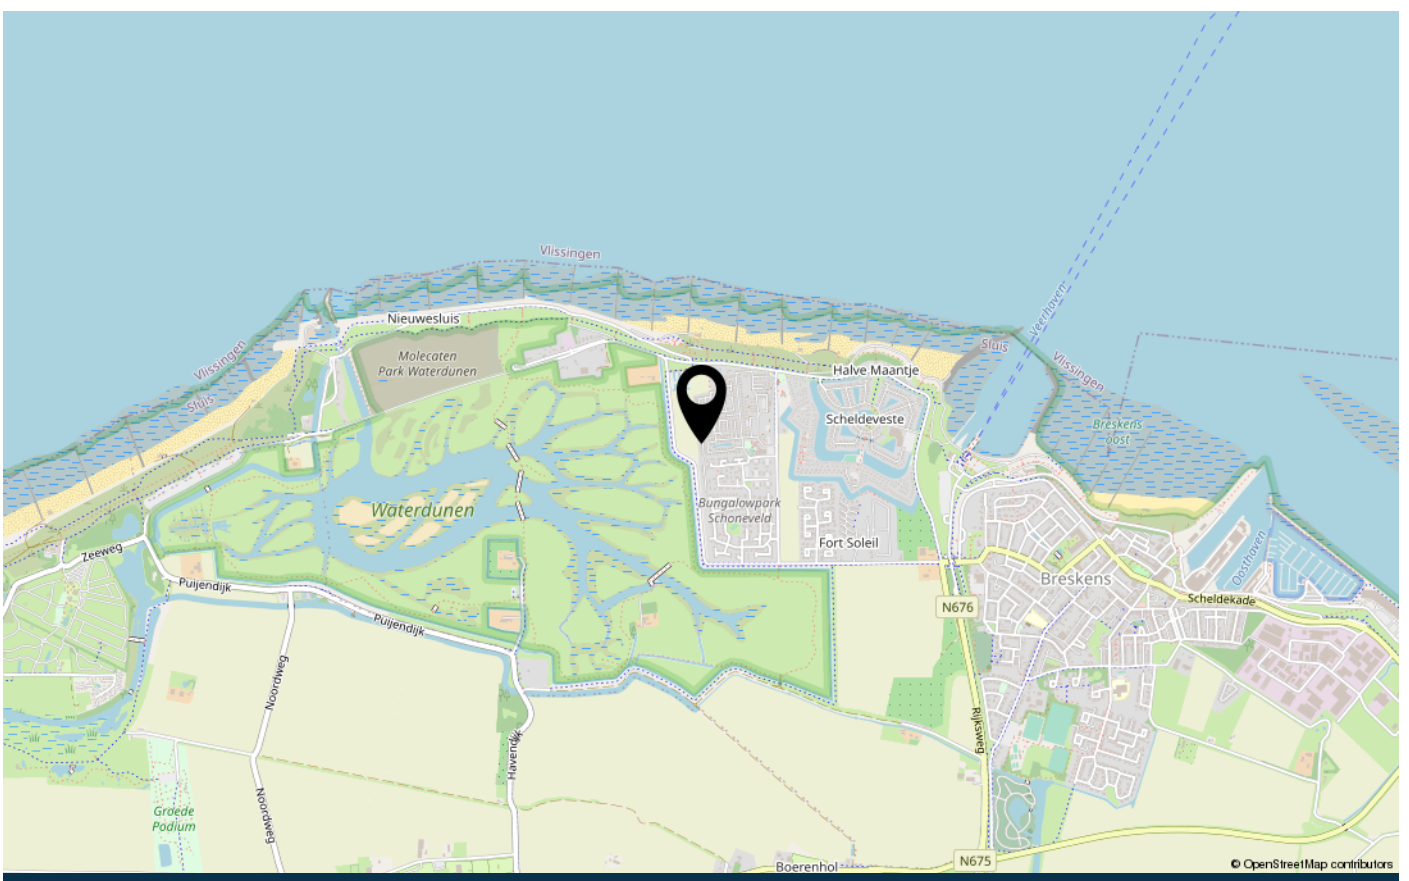 Vlissingen
Nieuwesluis
Veerhaven
Vlissingen
Sluis
Sluis
Vlissingen
Molecaten
Park Waterdunen
Halve Maantje
Scheldeveste
Breskens
oost
Waterdunen
Bungalowpark
Schoneveld
Fort Soleil
Zeeweg
Oosthaven
Puijendijk
Breskens
Scheldekade
N676
Puijendijk
Noordweg
Rijksweg
Havendijk
Groede
Podium
Noordweg
Boerenhol
N675
© OpenStreetMap contributors